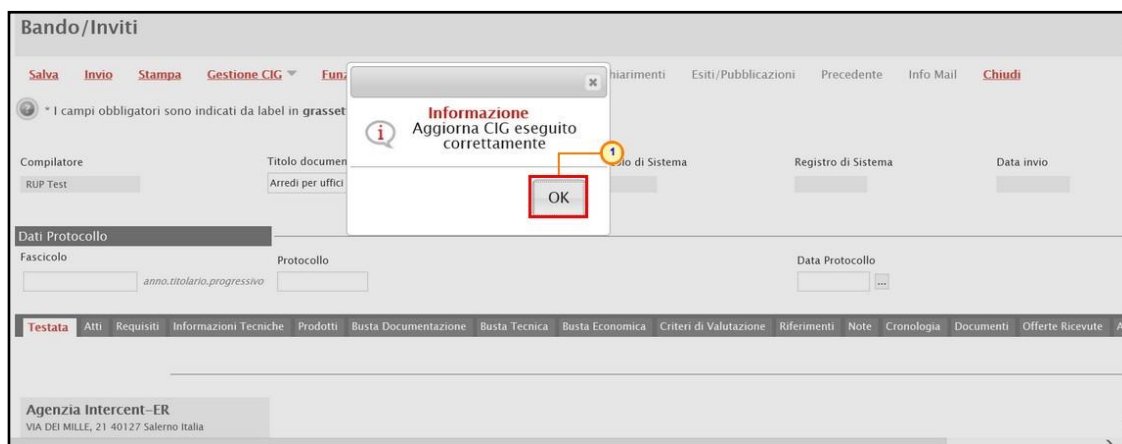 Bando/Inviti
Salva Invio Stampa Gestione CIG Funz hiarimenti Esiti/Pubblicazioni Precedente Info Mail Chiudi
* I campi obbligatori sono indicati da label in grasset
Informazione
Aggiorna CIG eseguito
correttamente
1
OK
Compilatore Titolo documen di Sistema Registro di Sistema Data invio
RUP Test Arredi per uffici
Dati Protocollo
Fascicolo Protocollo Data Protocollo
anno.titolario.progressivo ...
Testata Atti Requisiti Informazioni Tecniche Prodotti Busta Documentazione Busta Tecnica Busta Economica Criteri di Valutazione Riferimenti Note Cronologia Documenti Offerte Ricevute A
Agenzia Intercent-ER
VIA DEI MILLE, 21 40127 Salerno Italia